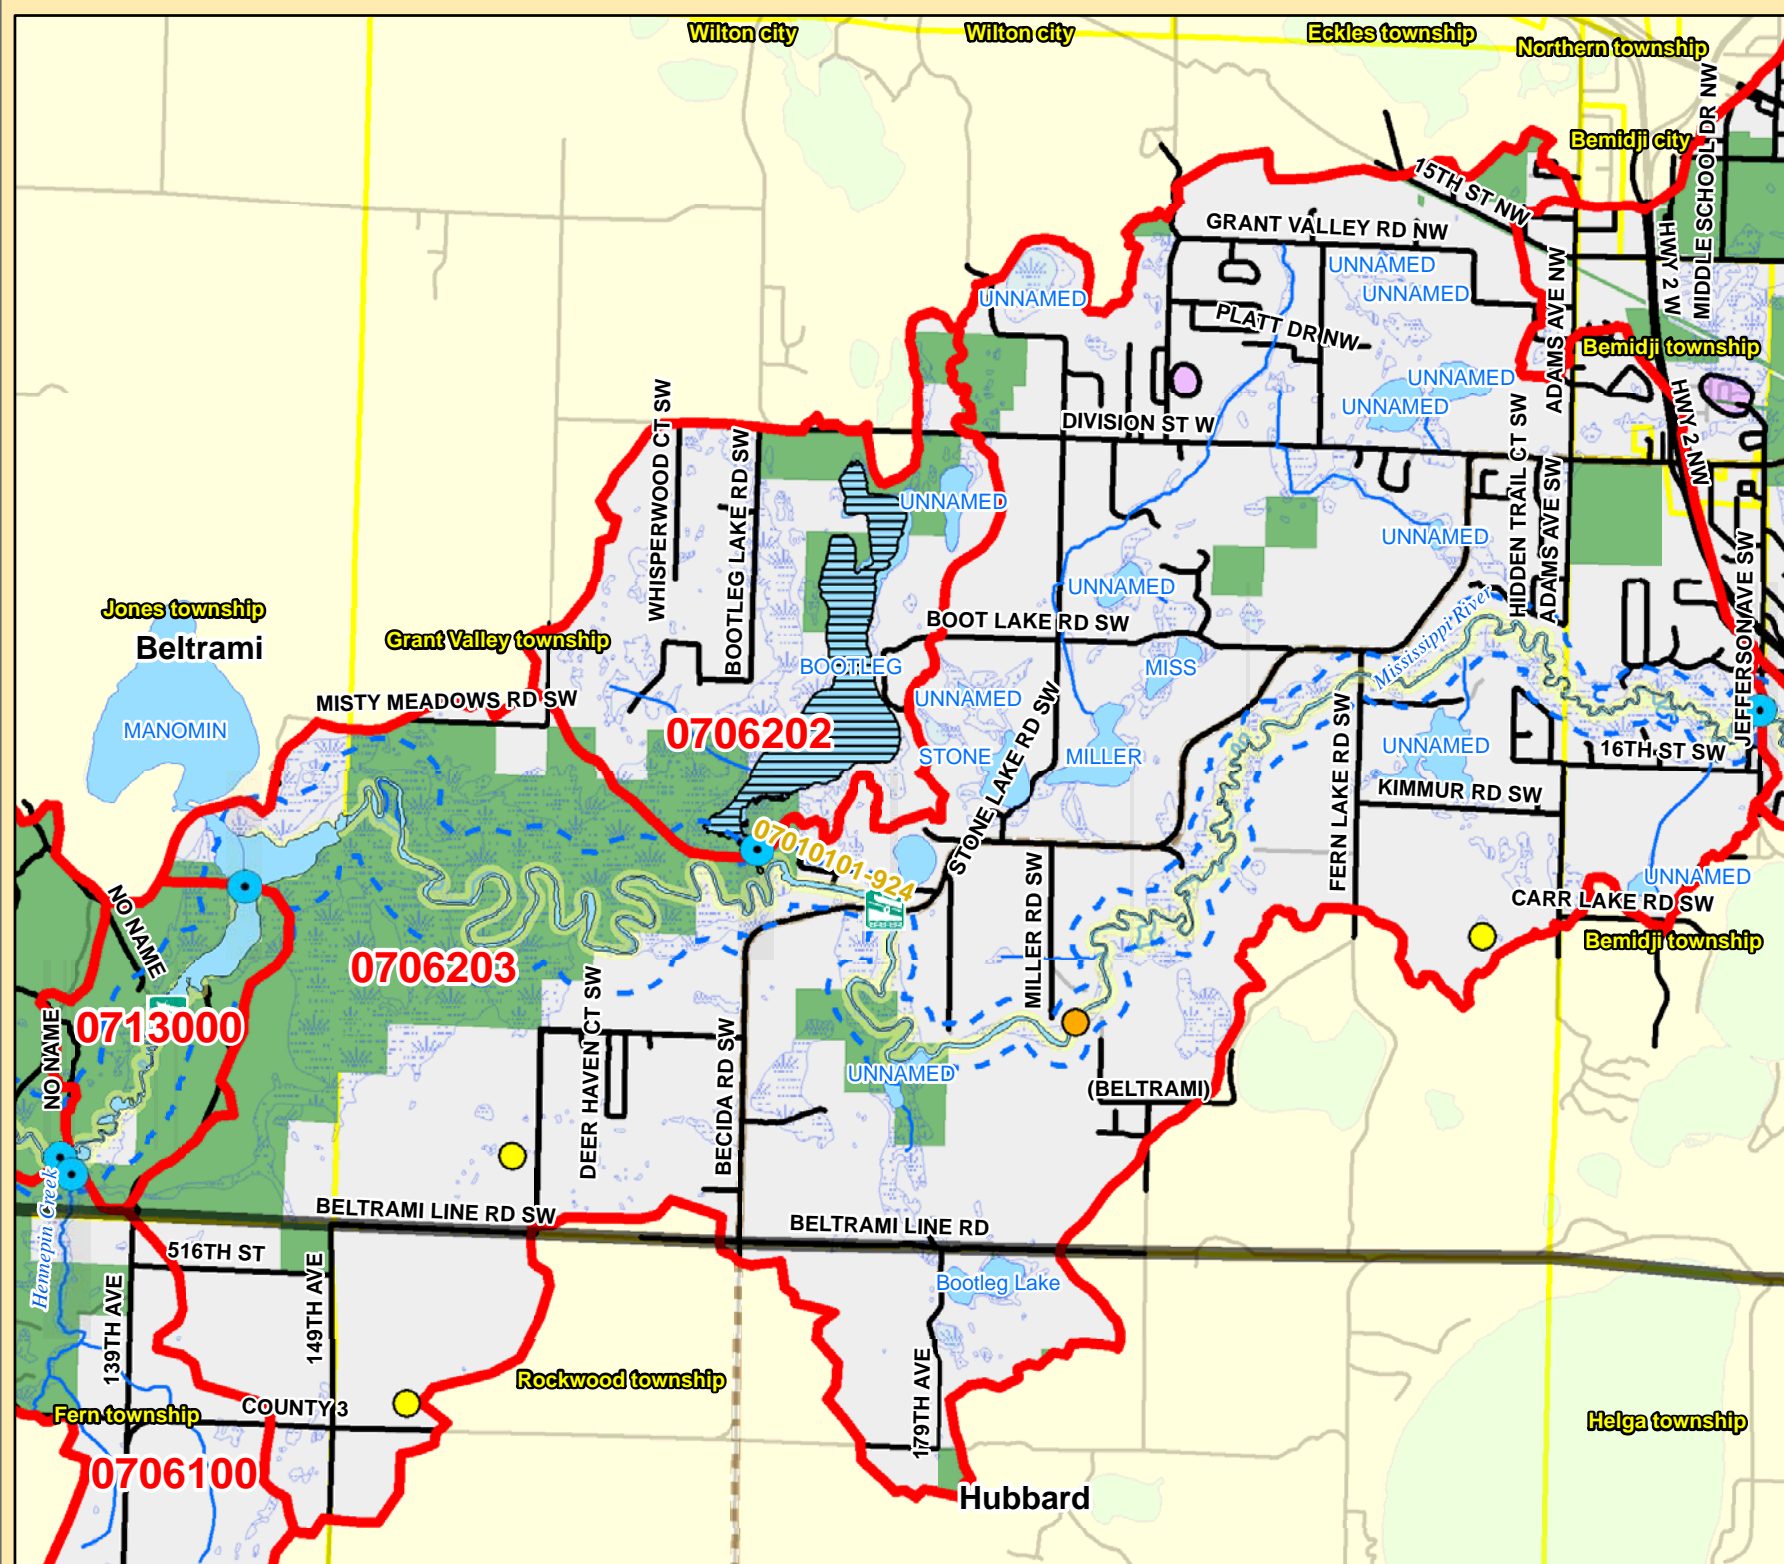 Wilton city
Wilton city
Eckles township
Northern township
Bemidji city
MIDDLE SCHOOL DR NW
15TH ST NW
GRANT VALLEY RD NW
HWY 2 W
UNNAMED
UNNAMED
UNNAMED
ADAMS AVE NW
PLATT DR NW
Bemidji township
UNNAMED
UNNAMED
HWY 2 NW
DIVISION ST W
WHISPERWOOD CT SW
BOOTLEG LAKE RD SW
HIDDEN TRAIL CT SW
ADAMS AVE SW
UNNAMED
UNNAMED
UNNAMED
JEFFERSON AVE SW
Jones township
Beltrami
Grant Valley township
BOOT LAKE RD SW
Mississippi River
BOOTLEG
MISS
MISTY MEADOWS RD SW
UNNAMED
MANOMIN
0706202
STONE
STONE LAKE RD SW
MILLER
FERN LAKE RD SW
UNNAMED
16TH ST SW
KIMMUR RD SW
07010101-924
UNNAMED
CARR LAKE RD SW
NO NAME
MILLER RD SW
Bemidji township
0706203
0713000
NO NAME
DEER HAVEN CT SW
BECIDA RD SW
UNNAMED
(BELTRAMI)
Hennepin Creek
BELTRAMI LINE RD SW
BELTRAMI LINE RD
516TH ST
139TH AVE
149TH AVE
Bootleg Lake
Rockwood township
179TH AVE
Fern township
COUNTY 3
Helga township
0706100
Hubbard